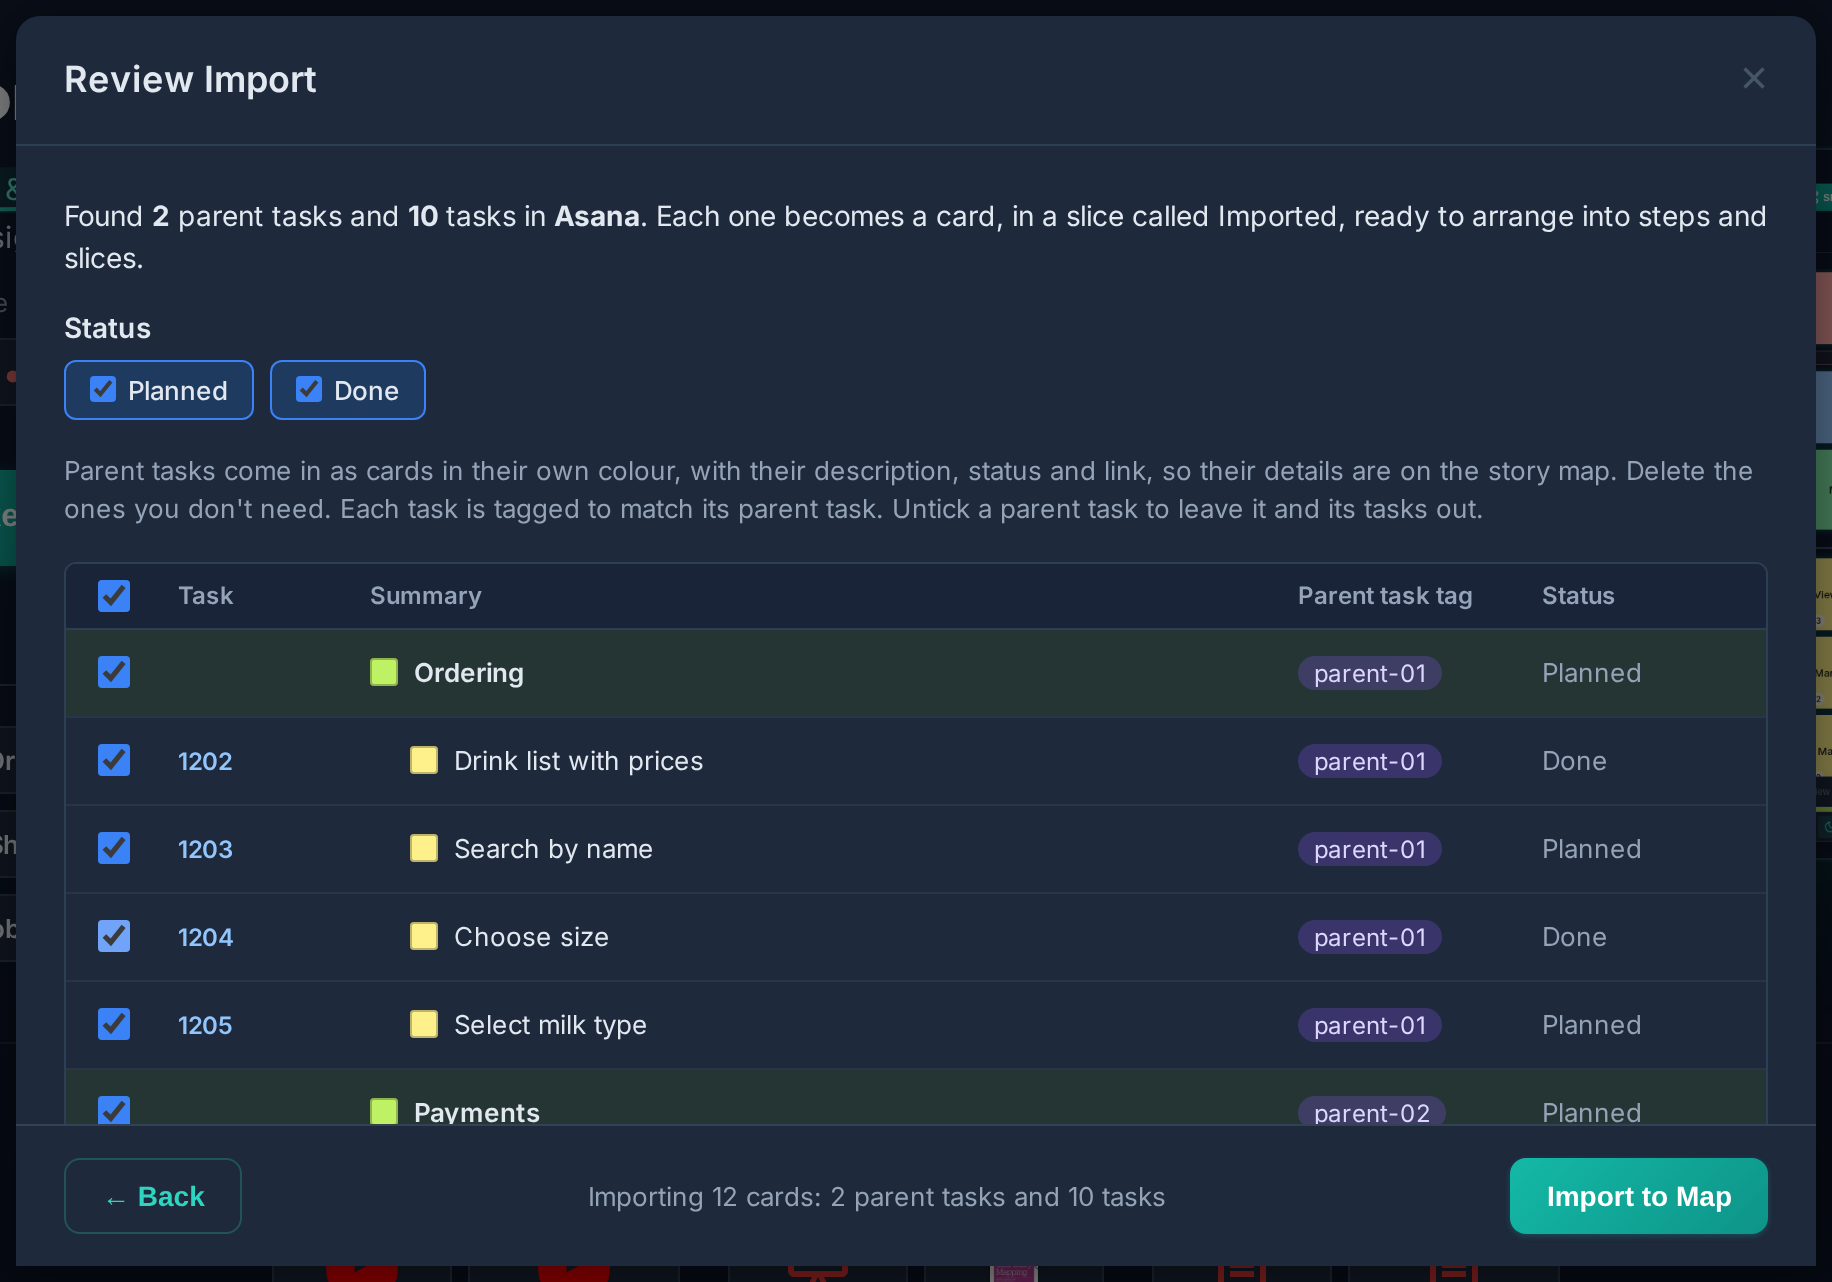 Review Import
Found 2 parent tasks and 10 tasks in Asana. Each one becomes a card, in a slice called Imported, ready to arrange into steps and
slices.
Status
Planned
Done
Parent tasks come in as cards in their own colour, with their description, status and link, so their details are on the story map. Delete the
ones you don't need. Each task is tagged to match its parent task. Untick a parent task to leave it and its tasks out.
Task Summary Parent task tag Status
Ordering parent-01 Planned
1202 Drink list with prices parent-01 Done
1203 Search by name parent-01 Planned
1204 Choose size parent-01 Done
1205 Select milk type parent-01 Planned
Payments parent-02 Planned
← Back
Importing 12 cards: 2 parent tasks and 10 tasks
Import to Map
Mapping